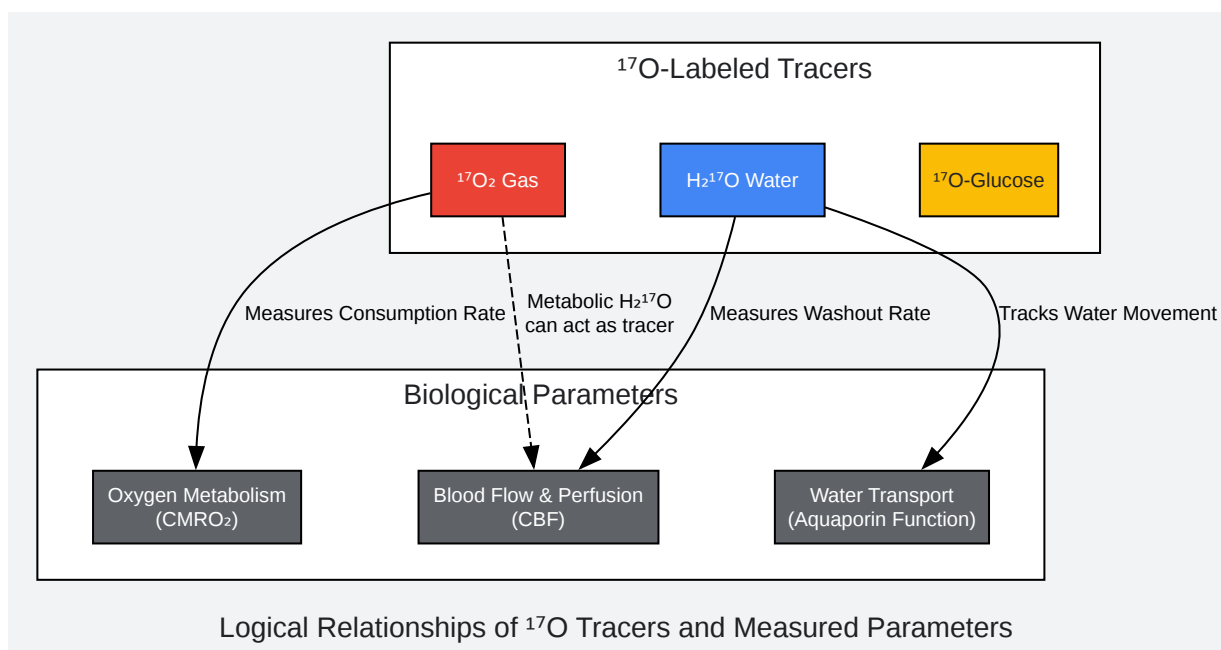 ¹⁷O-Labeled Tracers
¹⁷O₂ Gas
H₂¹⁷O Water
¹⁷O-Glucose
Measures Consumption Rate
Metabolic H₂¹⁷O
can act as tracer
Measures Washout Rate
Tracks Water Movement
Biological Parameters
Oxygen Metabolism
(CMRO₂)
Blood Flow & Perfusion
(CBF)
Water Transport
(Aquaporin Function)
Logical Relationships of ¹⁷O Tracers and Measured Parameters